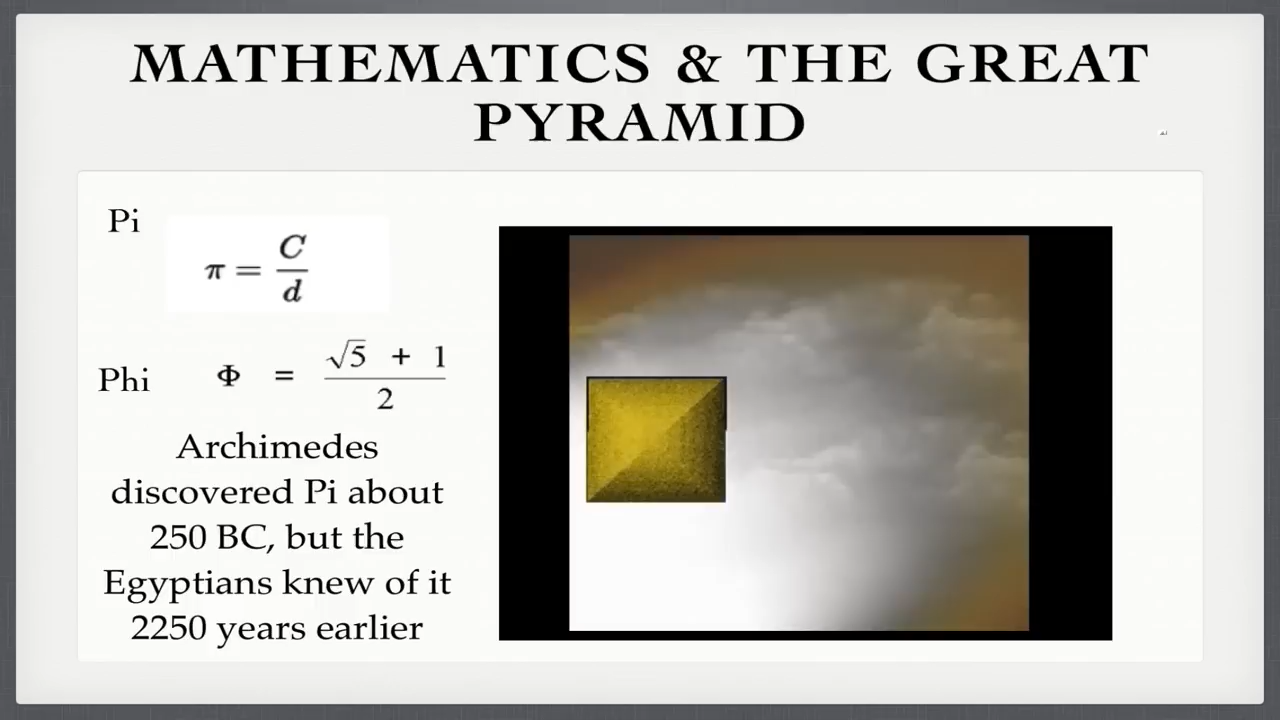 MATHEMATICS & THE GREAT
PYRAMID
Pi
π = C/d
Phi Φ = √5 + 1 / 2
Archimedes
discovered Pi about
250 BC, but the
Egyptians knew of it
2250 years earlier